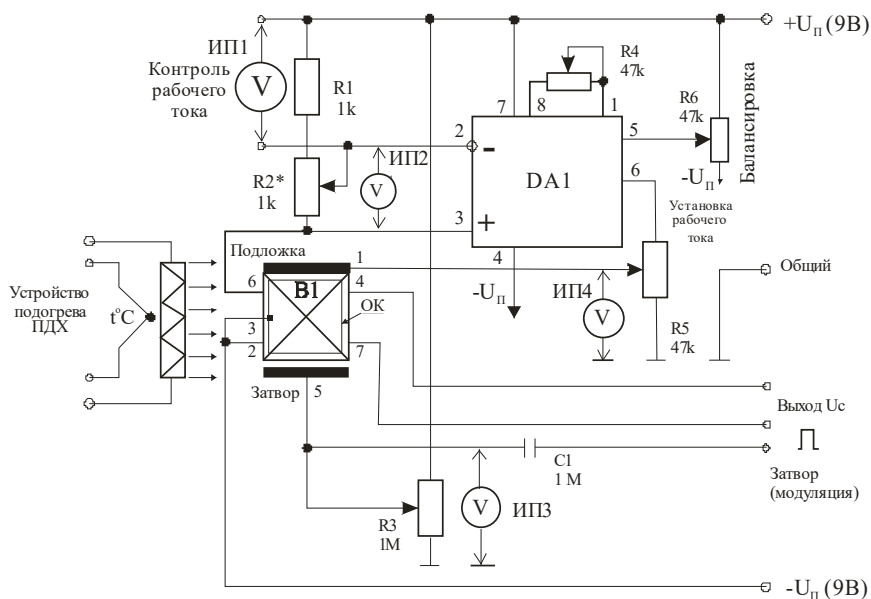 +Uп (9В)
ИП1
Контроль
рабочего
тока
V
R1
1k
R4
47k
7
8
1
2
5
R6
47k
Балансировка
-
DA1
ИП2
V
R2*
1k
6
-Uп
Установка
рабочего
тока
3
+
4
-Uп
Подложка
1
6
B1
4
ОК
ИП4
V
Общий
Устройство
подогрева
ПДХ
t°C
3
2
7
R5
47k
Затвор
5
Выход Uc
C1
1 М
Затвор
(модуляция)
R3
1М
V
ИП3
-Uп (9В)